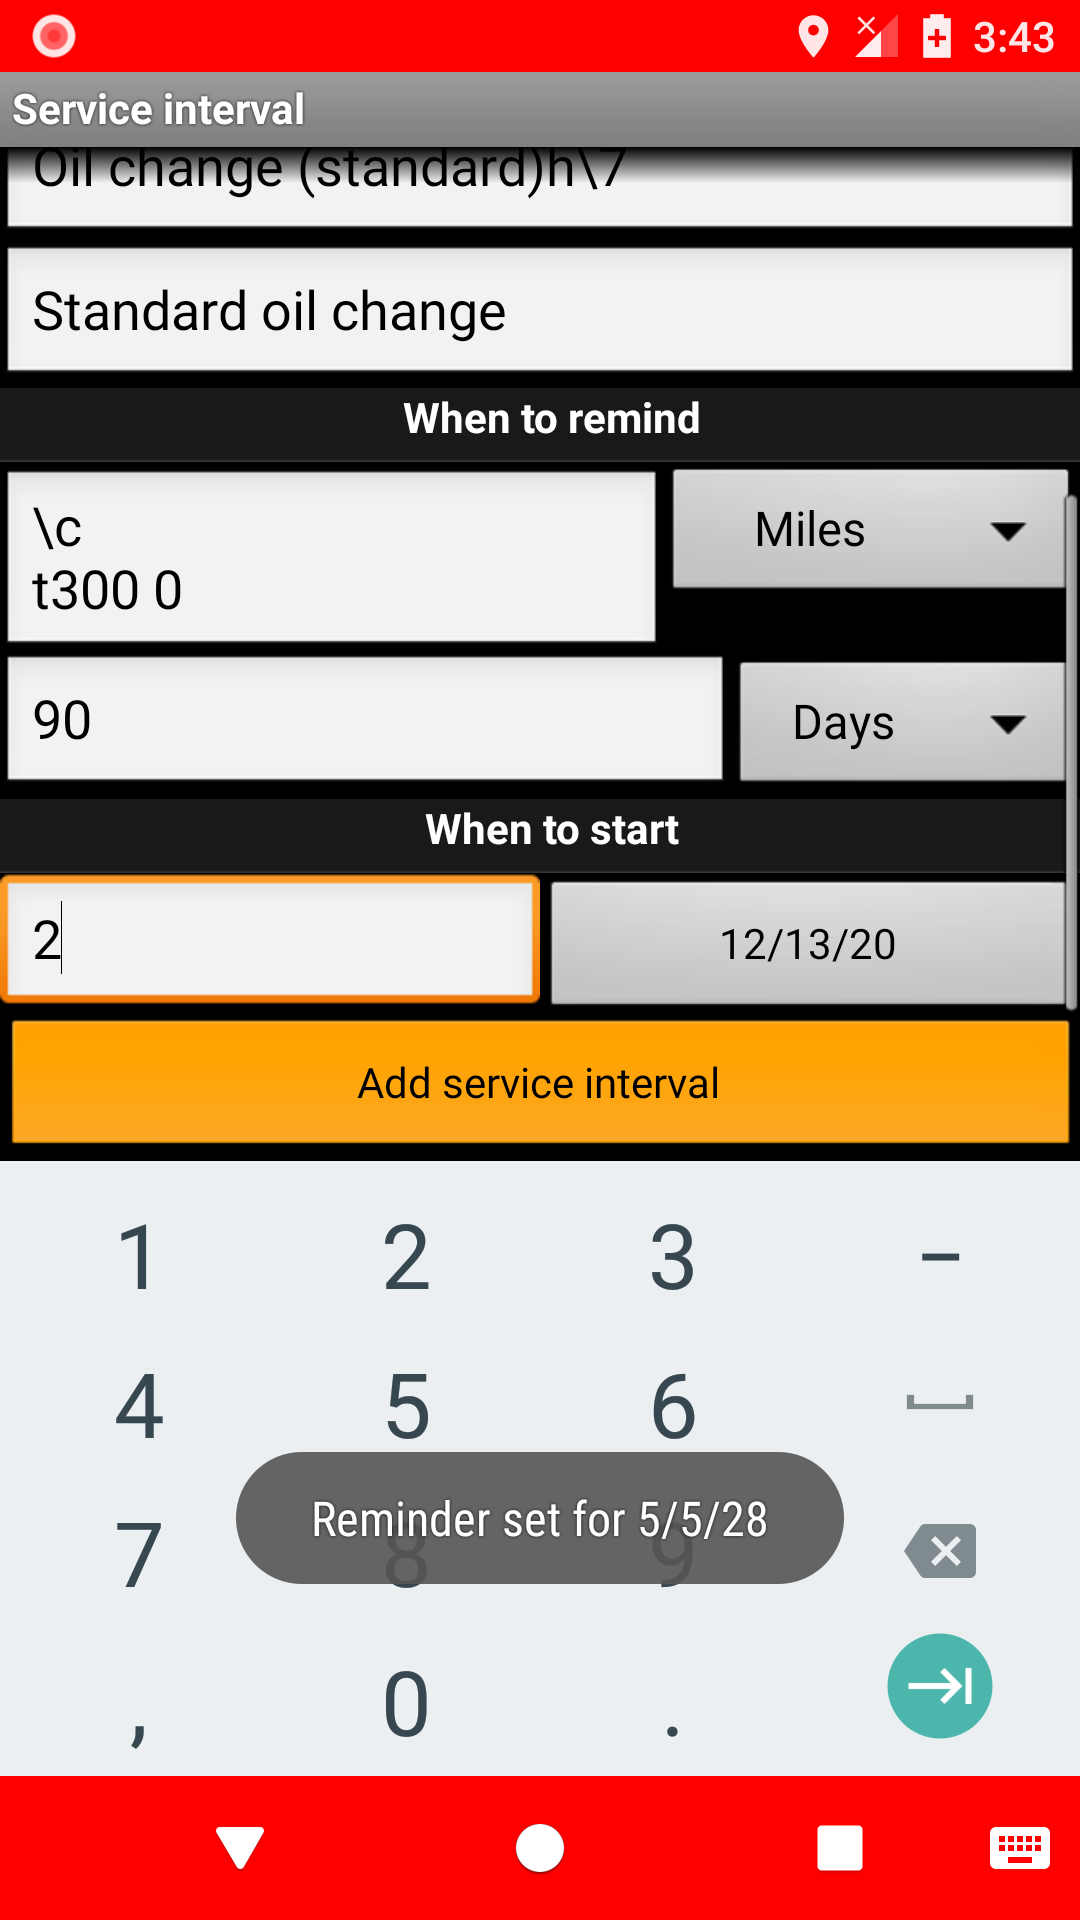 3:43
Service interval
Oil change (standard)h\7
Standard oil change
When to remind
\c
t300 0
Miles
90
Days
When to start
2
12/13/20
Add service interval
1 2 3 –
4 5 6
7 8 9
Reminder set for 5/5/28
, 0 .